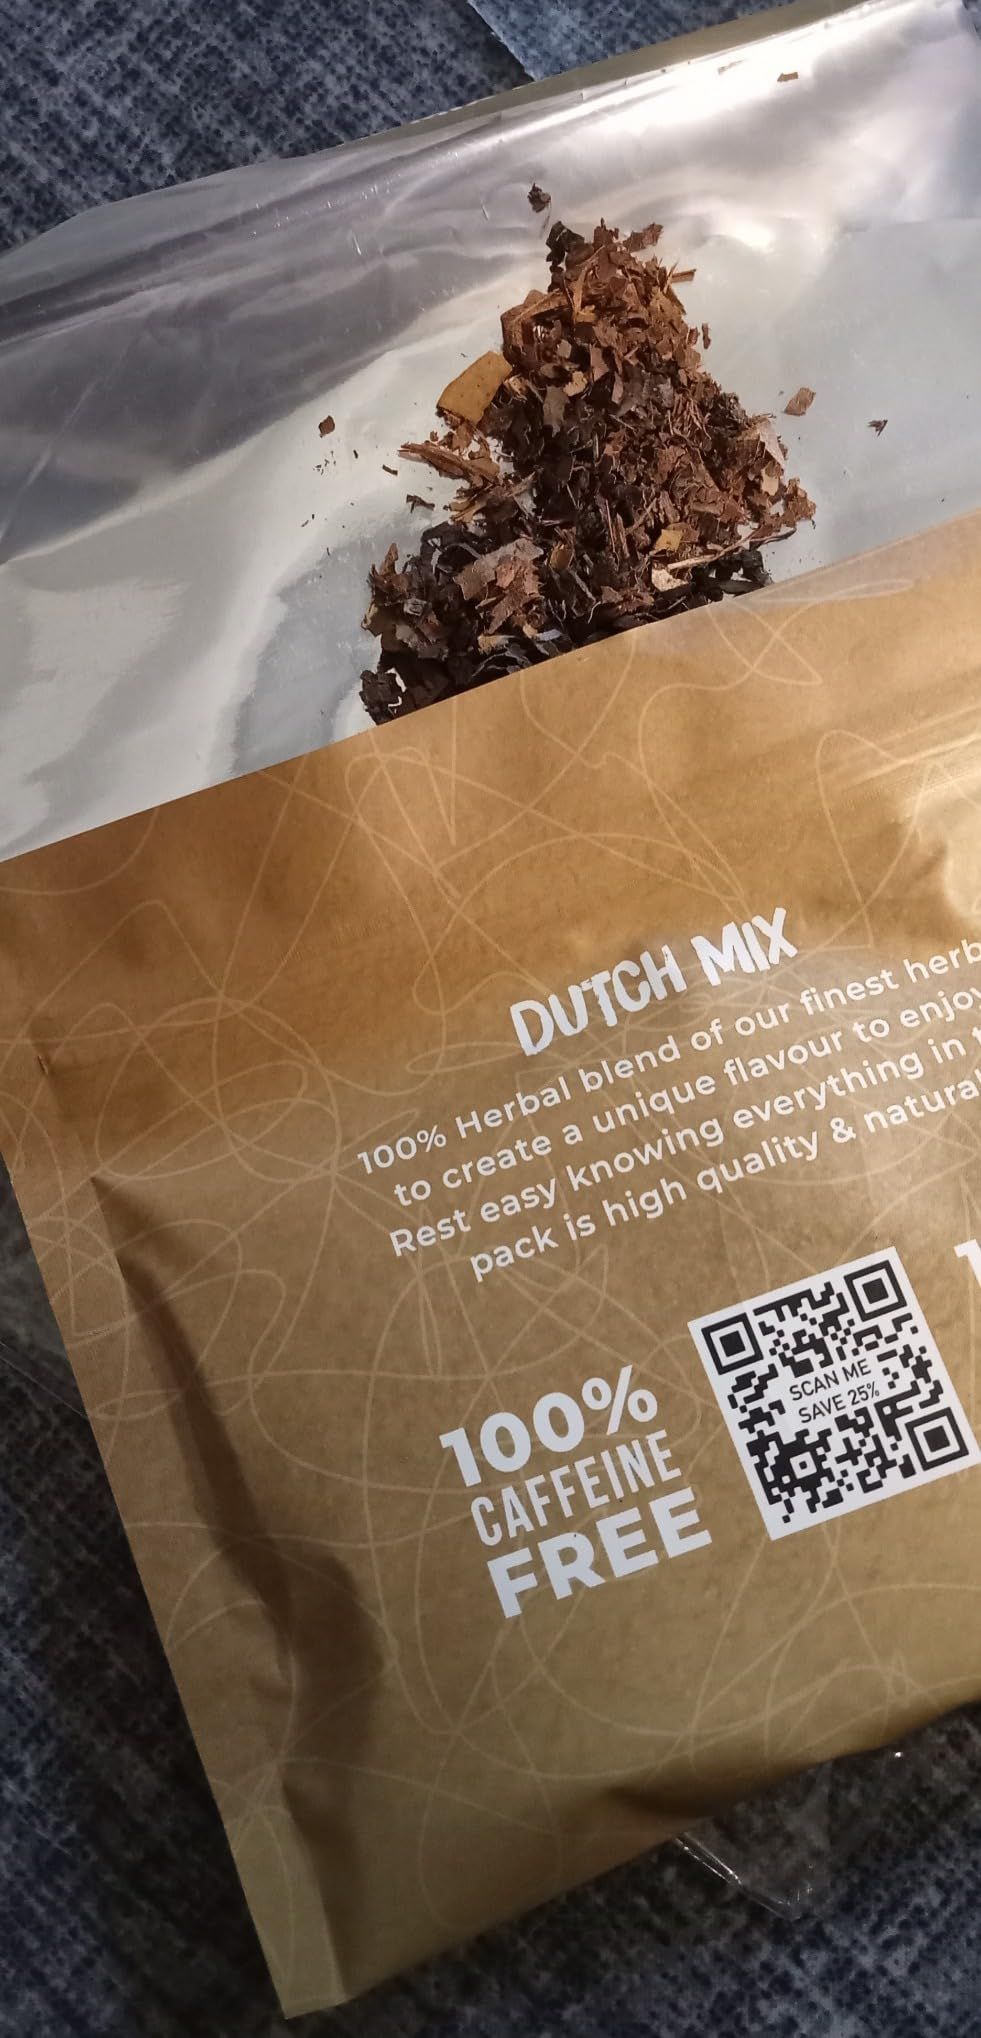 DUTCH MIX
100% Herbal blend of our finest herb
to create a unique flavour to enjoy
Rest easy knowing everything in
pack is high quality & natural
100%
CAFFEINE
FREE
SCAN ME
SAVE 25%